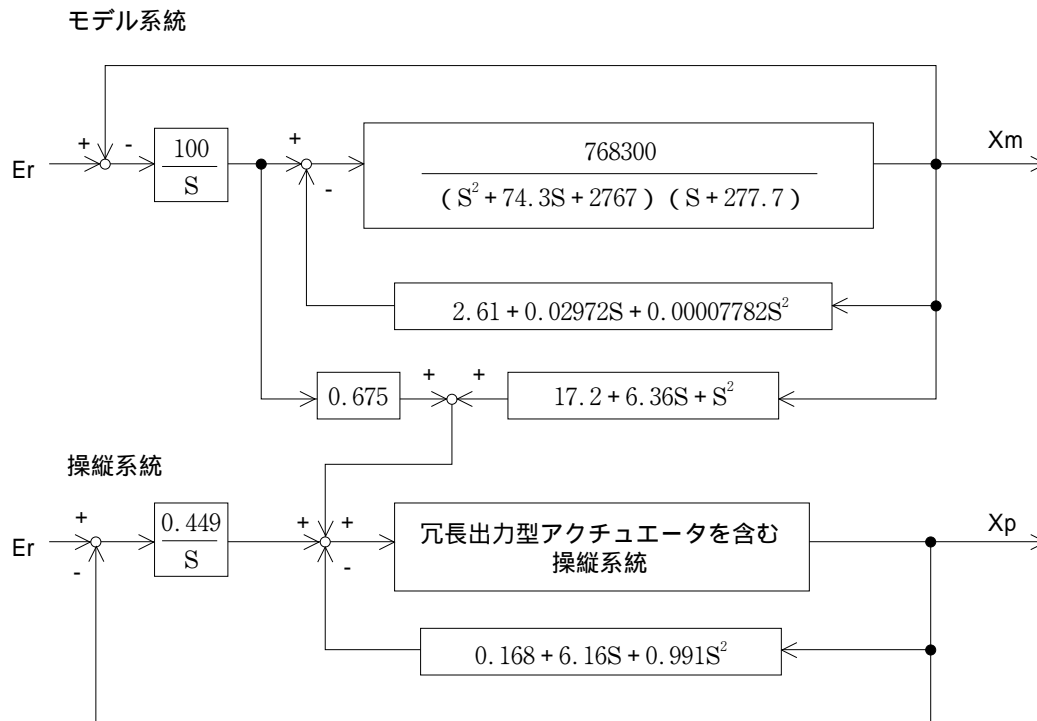 モデル系統
+ - + -
Er
100
S
768300
( S² + 74.3S + 2767 ) ( S + 277.7 )
Xm
2.61 + 0.02972S + 0.00007782S²
0.675
+ +
17.2 + 6.36S + S²
操縦系統
Er
+ -
0.449
S
+ + -
冗長出力型アクチュエータを含む
操縦系統
Xp
0.168 + 6.16S + 0.991S²